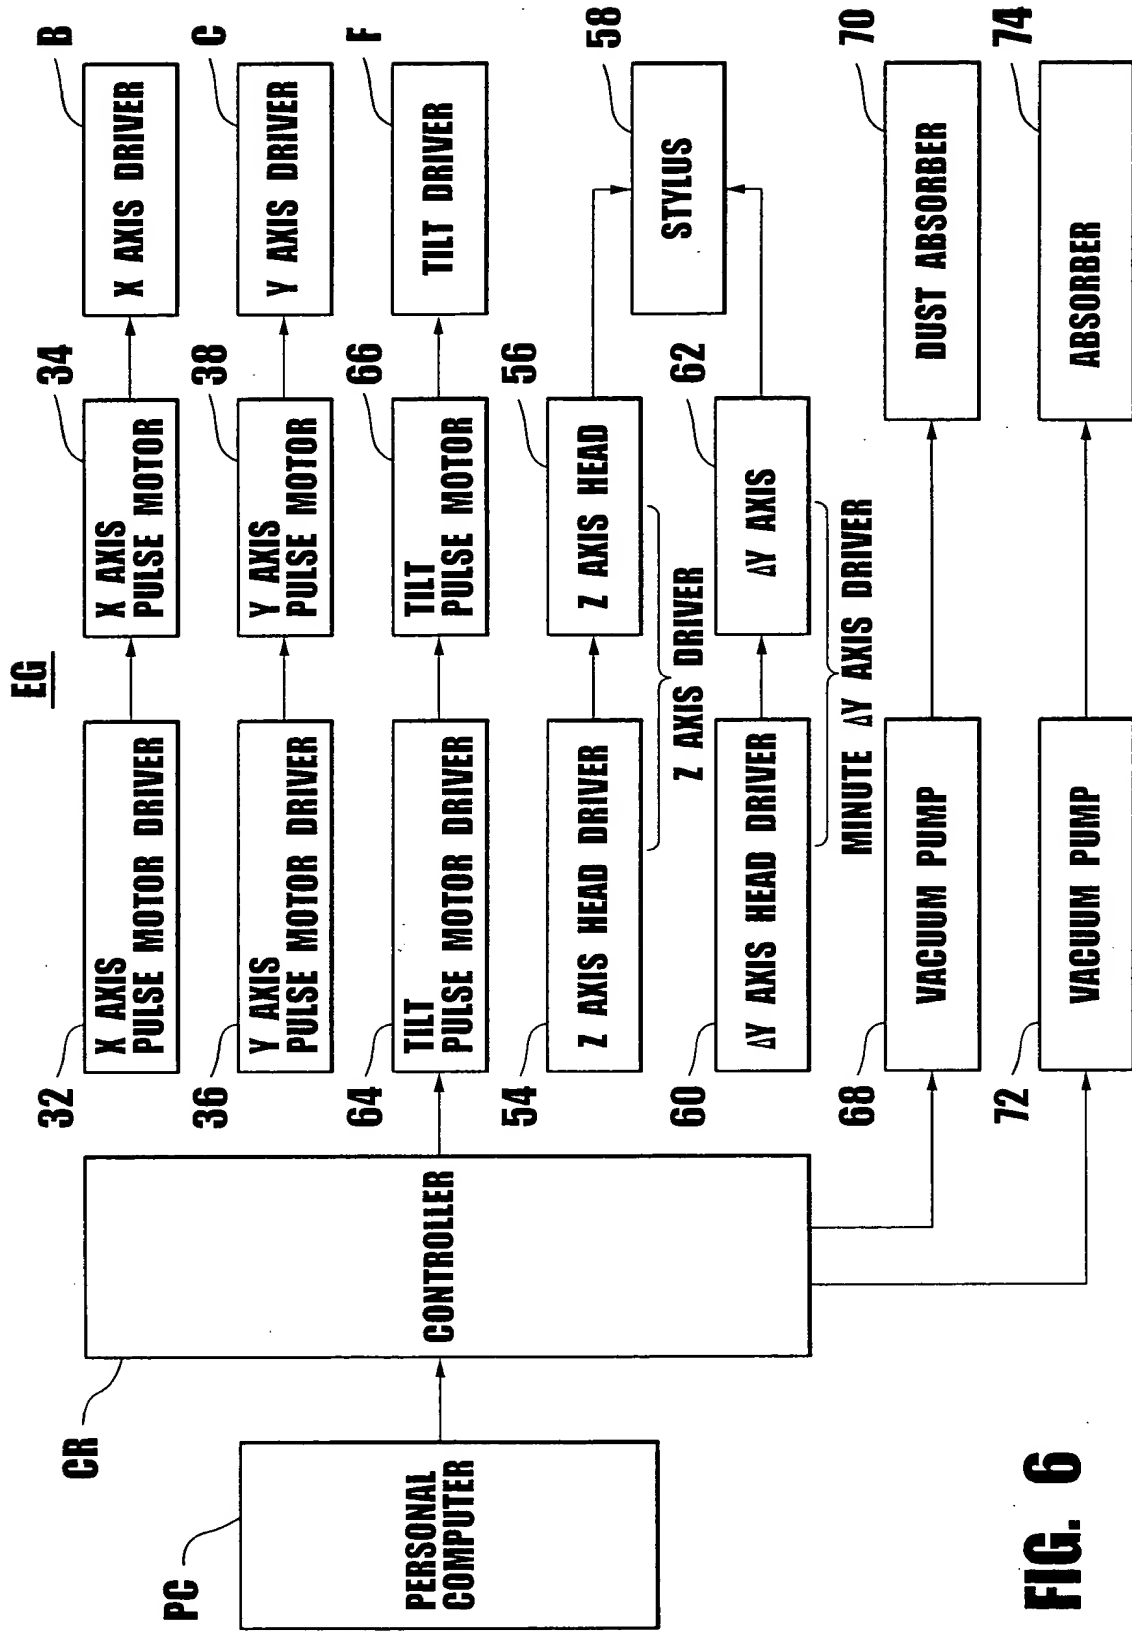 EG
PC
PERSONAL
COMPUTER
CR
CONTROLLER
32
X AXIS
PULSE MOTOR DRIVER
34
X AXIS
PULSE MOTOR
B
X AXIS DRIVER
36
Y AXIS
PULSE MOTOR DRIVER
38
Y AXIS
PULSE MOTOR
C
Y AXIS DRIVER
64
TILT
PULSE MOTOR DRIVER
66
TILT
PULSE MOTOR
F
TILT DRIVER
54
Z AXIS HEAD DRIVER
56
Z AXIS HEAD
Z AXIS DRIVER
58
STYLUS
60
ΔY AXIS HEAD DRIVER
62
ΔY AXIS
MINUTE ΔY AXIS DRIVER
68
VACUUM PUMP
70
DUST ABSORBER
72
VACUUM PUMP
74
ABSORBER
FIG. 6